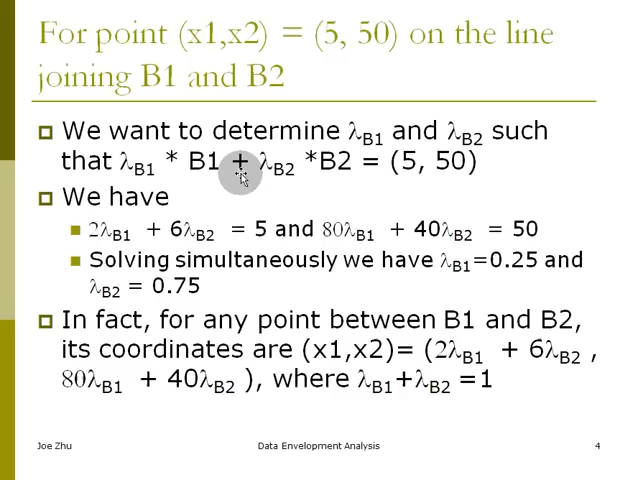 For point (x1,x2) = (5, 50) on the line
joining B1 and B2
We want to determine λB1 and λB2 such
that λB1 * B1 + λB2 *B2 = (5, 50)
We have
2λB1 + 6λB2 = 5 and 80λB1 + 40λB2 = 50
Solving simultaneously we have λB1=0.25 and
λB2 = 0.75
In fact, for any point between B1 and B2,
its coordinates are (x1,x2)= (2λB1 + 6λB2 ,
80λB1 + 40λB2 ), where λB1+λB2 =1
Joe Zhu
Data Envelopment Analysis
4